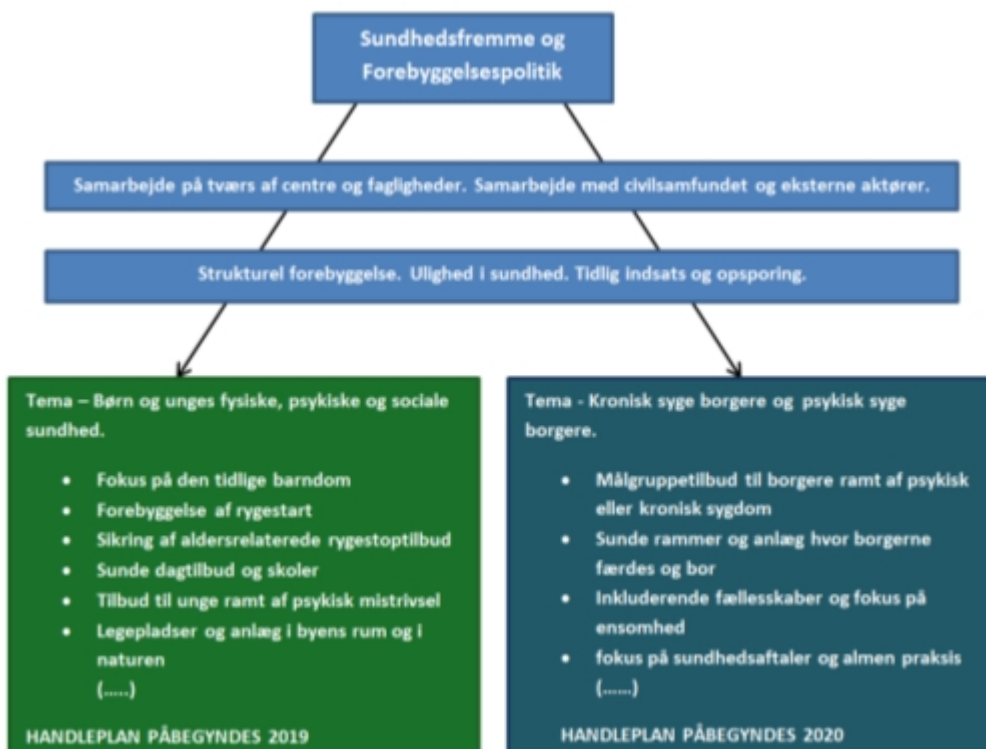 Sundhedsfremme og
Forebyggelsespolitik
Samarbejde på tværs af centre og fagligheder. Samarbejde med civilsamfundet og eksterne aktører.
Strukturel forebyggelse. Ulighed i sundhed. Tidlig indsats og opsporing.
Tema – Børn og unges fysiske, psykiske og sociale
sundhed.
• Fokus på den tidlige barndom
• Forebyggelse af rygestart
• Sikring af aldersrelaterede rygestoptilbud
• Sunde dagtilbud og skoler
• Tilbud til unge ramt af psykisk mistrivsel
• Legepladser og anlæg i byens rum og i
naturen
(.....)
HANDLEPLAN PÅBEGYNDES 2019
Tema - Kronisk syge borgere og psykisk syge
borgere.
• Målgruppetilbud til borgere ramt af psykisk
eller kronisk sygdom
• Sunde rammer og anlæg hvor borgerne
færdes og bor
• Inkluderende fællesskaber og fokus på
ensomhed
• fokus på sundhedsaftaler og almen praksis
(......)
HANDLEPLAN PÅBEGYNDES 2020